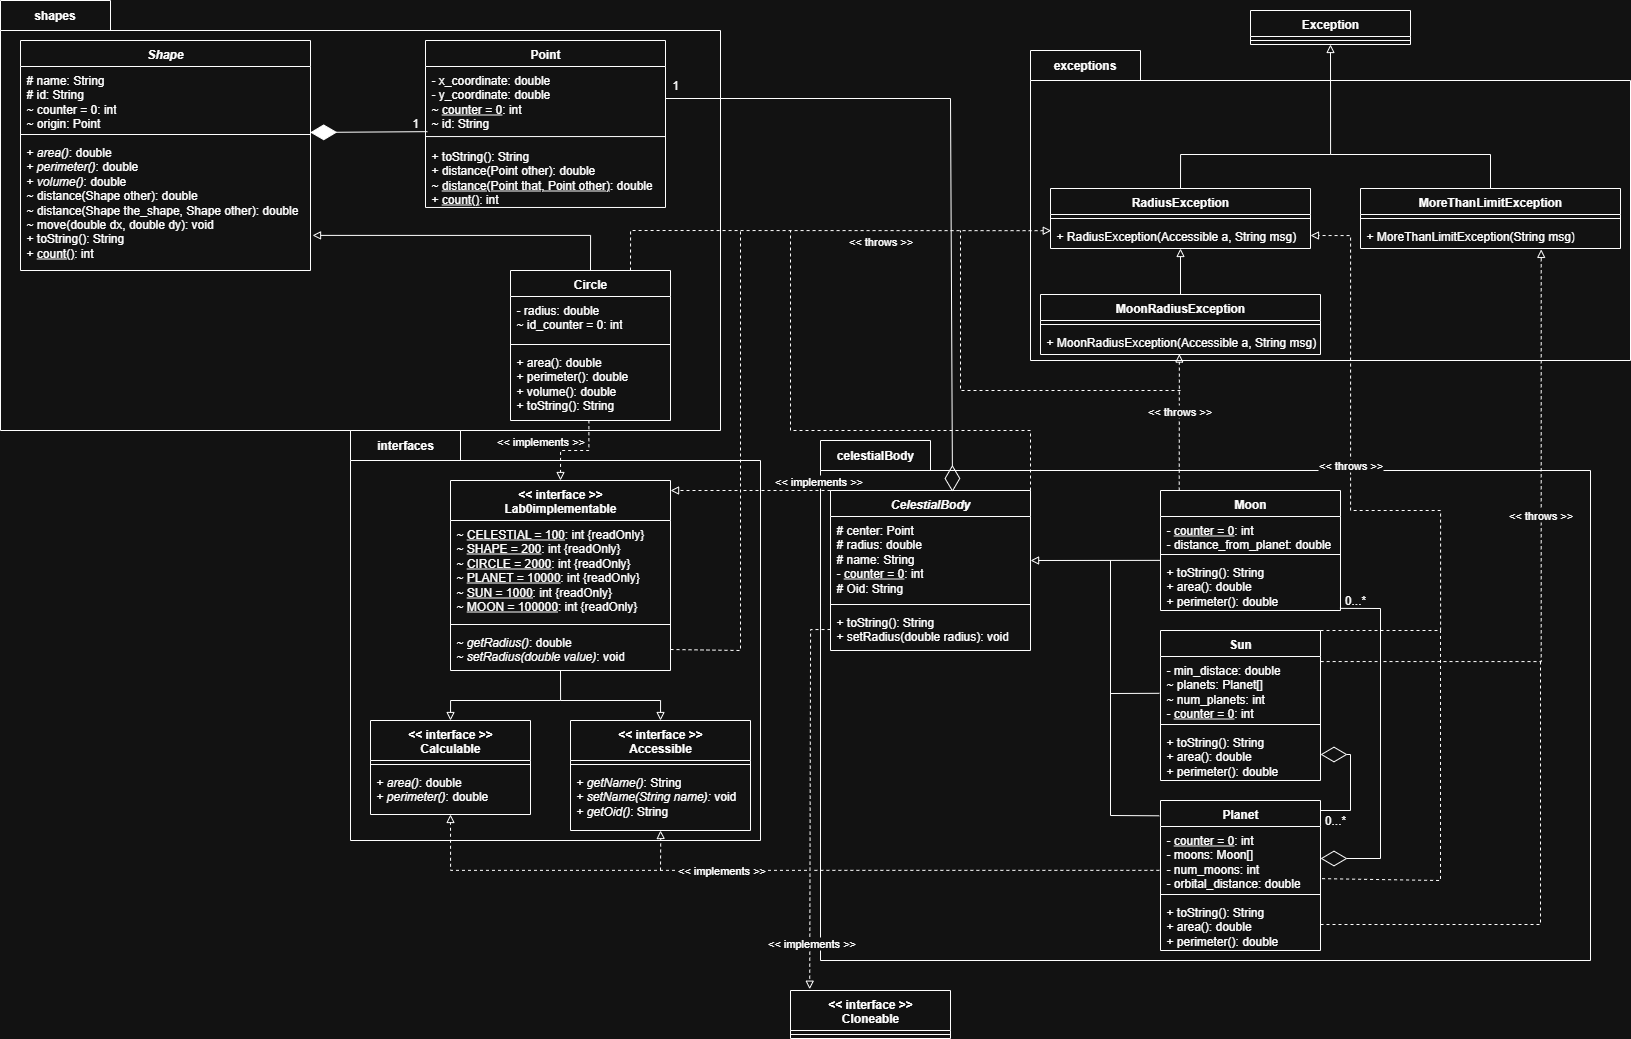 shapes
Shape
# name: String
# id: String
~ counter = 0: int
~ origin: Point
+ area(): double
+ perimeter(): double
+ volume(): double
~ distance(Shape other): double
~ distance(Shape the_shape, Shape other): double
~ move(double dx, double dy): void
+ toString(): String
+ count(): int
1
Point
- x_coordinate: double
- y_coordinate: double
~ counter = 0: int
~ id: String
+ toString(): String
+ distance(Point other): double
~ distance(Point that, Point other): double
+ count(): int
1
Circle
- radius: double
~ id_counter = 0: int
+ area(): double
+ perimeter(): double
+ volume(): double
+ toString(): String
Exception
exceptions
RadiusException
+ RadiusException(Accessible a, String msg)
MoreThanLimitException
+ MoreThanLimitException(String msg)
MoonRadiusException
+ MoonRadiusException(Accessible a, String msg)
<< throws >>
<< throws >>
<< throws >>
<< throws >>
<< implements >>
interfaces
<< interface >>
Lab0implementable
~ CELESTIAL = 100: int {readOnly}
~ SHAPE = 200: int {readOnly}
~ CIRCLE = 2000: int {readOnly}
~ PLANET = 10000: int {readOnly}
~ SUN = 1000: int {readOnly}
~ MOON = 100000: int {readOnly}
~ getRadius(): double
~ setRadius(double value): void
<< interface >>
Calculable
+ area(): double
+ perimeter(): double
<< interface >>
Accessible
+ getName(): String
+ setName(String name): void
+ getOid(): String
<< implements >>
celestialBody
CelestialBody
# center: Point
# radius: double
# name: String
- counter = 0: int
# Oid: String
+ toString(): String
+ setRadius(double radius): void
Moon
- counter = 0: int
- distance_from_planet: double
+ toString(): String
+ area(): double
+ perimeter(): double
0...*
Sun
- min_distace: double
~ planets: Planet[]
~ num_planets: int
- counter = 0: int
+ toString(): String
+ area(): double
+ perimeter(): double
0...*
Planet
- counter = 0: int
- moons: Moon[]
- num_moons: int
- orbital_distance: double
+ toString(): String
+ area(): double
+ perimeter(): double
<< implements >>
<< implements >>
<< interface >>
Cloneable